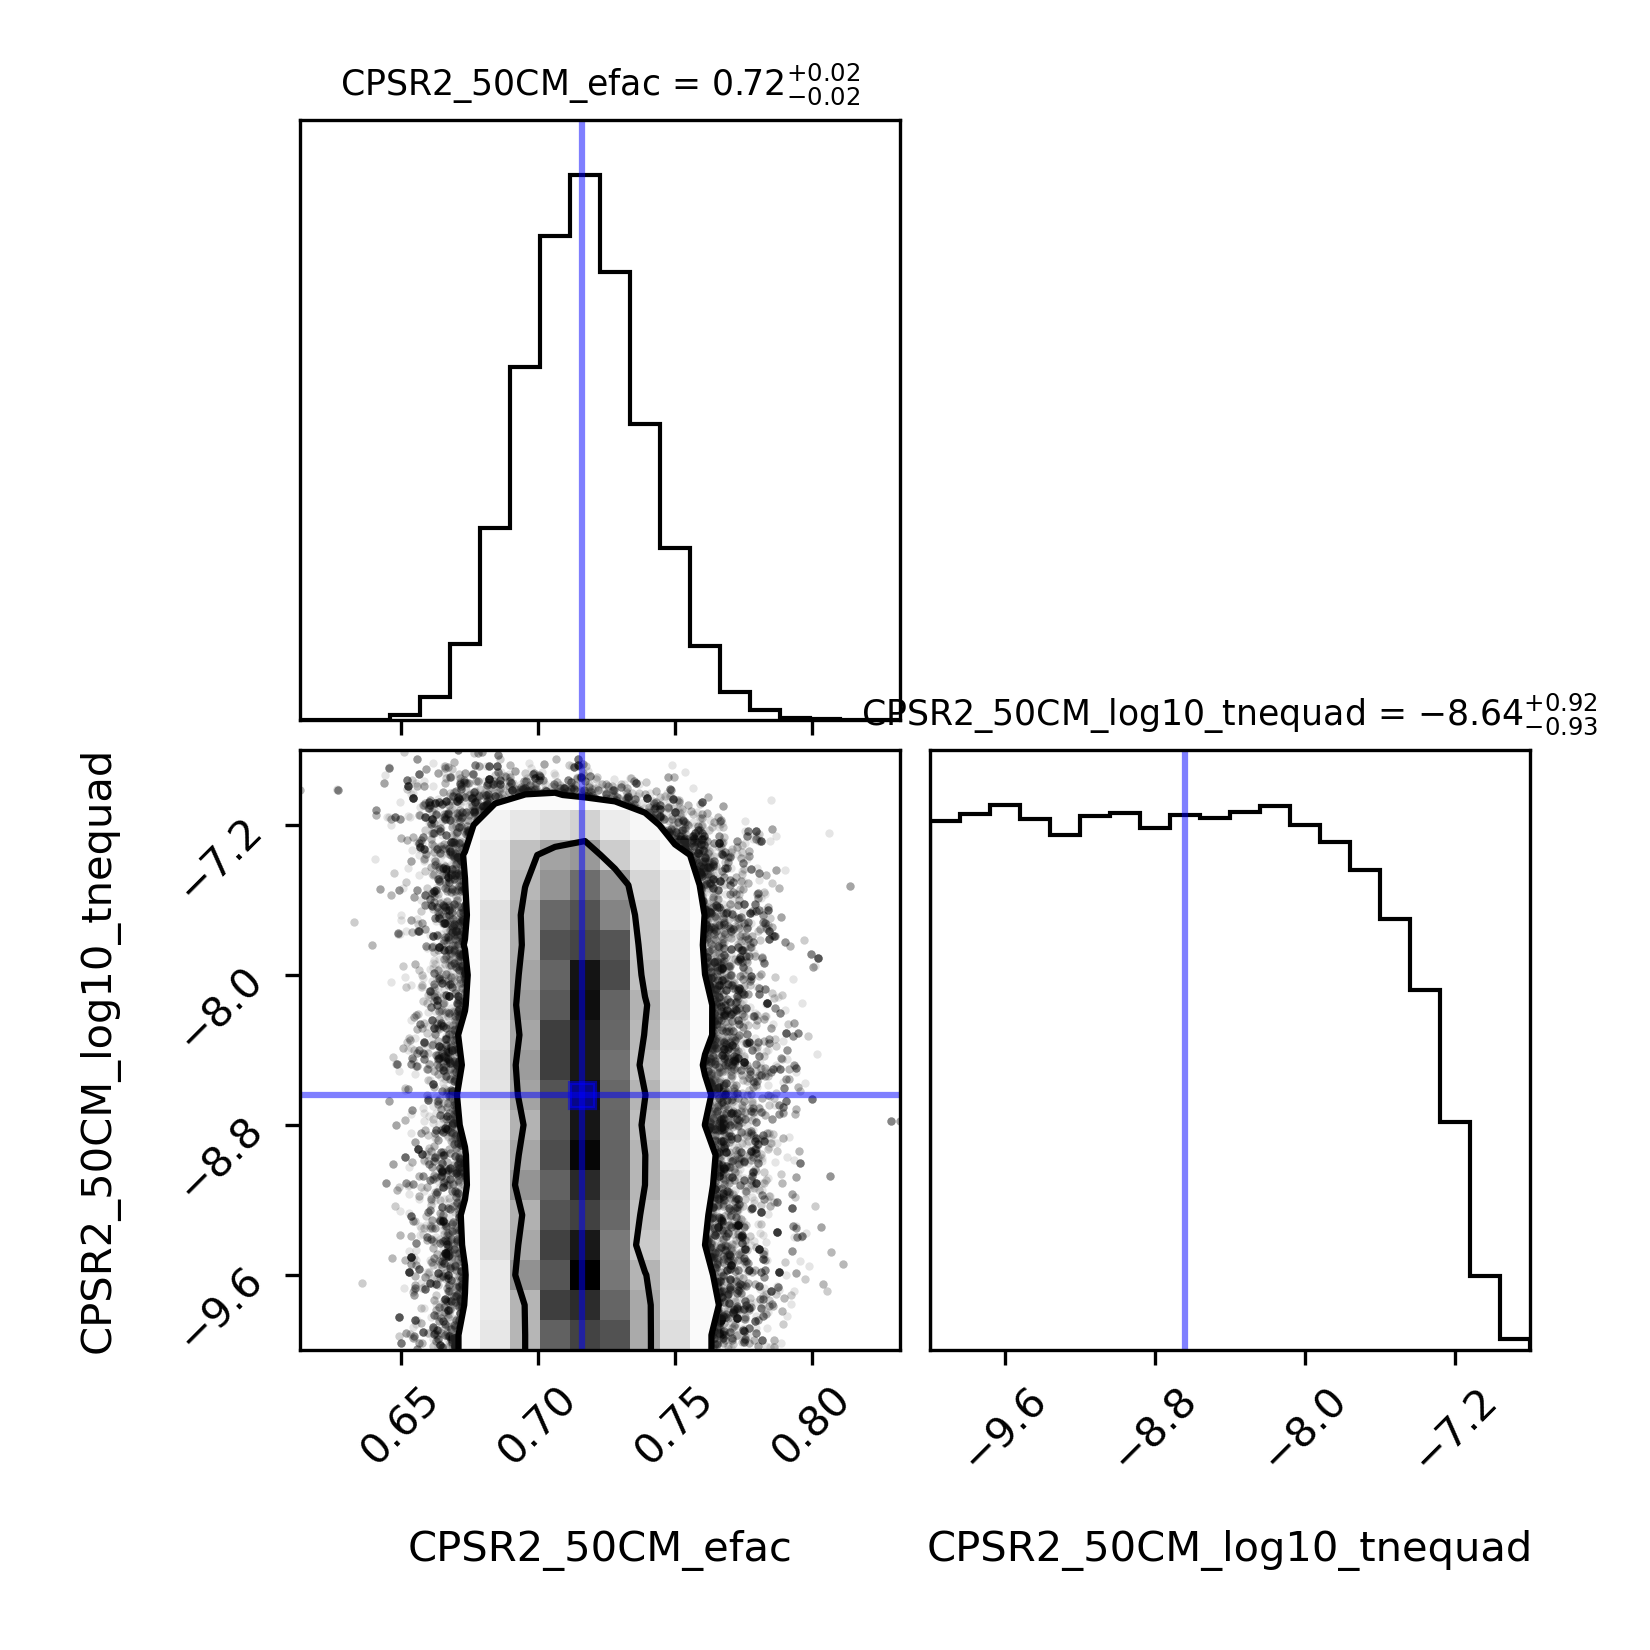 CPSR2_50CM_efac = 0.72+0.02−0.02
CPSR2_50CM_log10_tnequad = −8.64+0.92−0.93
CPSR2_50CM_log10_tnequad
−7.2
−8.0
−8.8
−9.6
0.65 0.70 0.75 0.80
−9.6 −8.8 −8.0 −7.2
CPSR2_50CM_efac
CPSR2_50CM_log10_tnequad